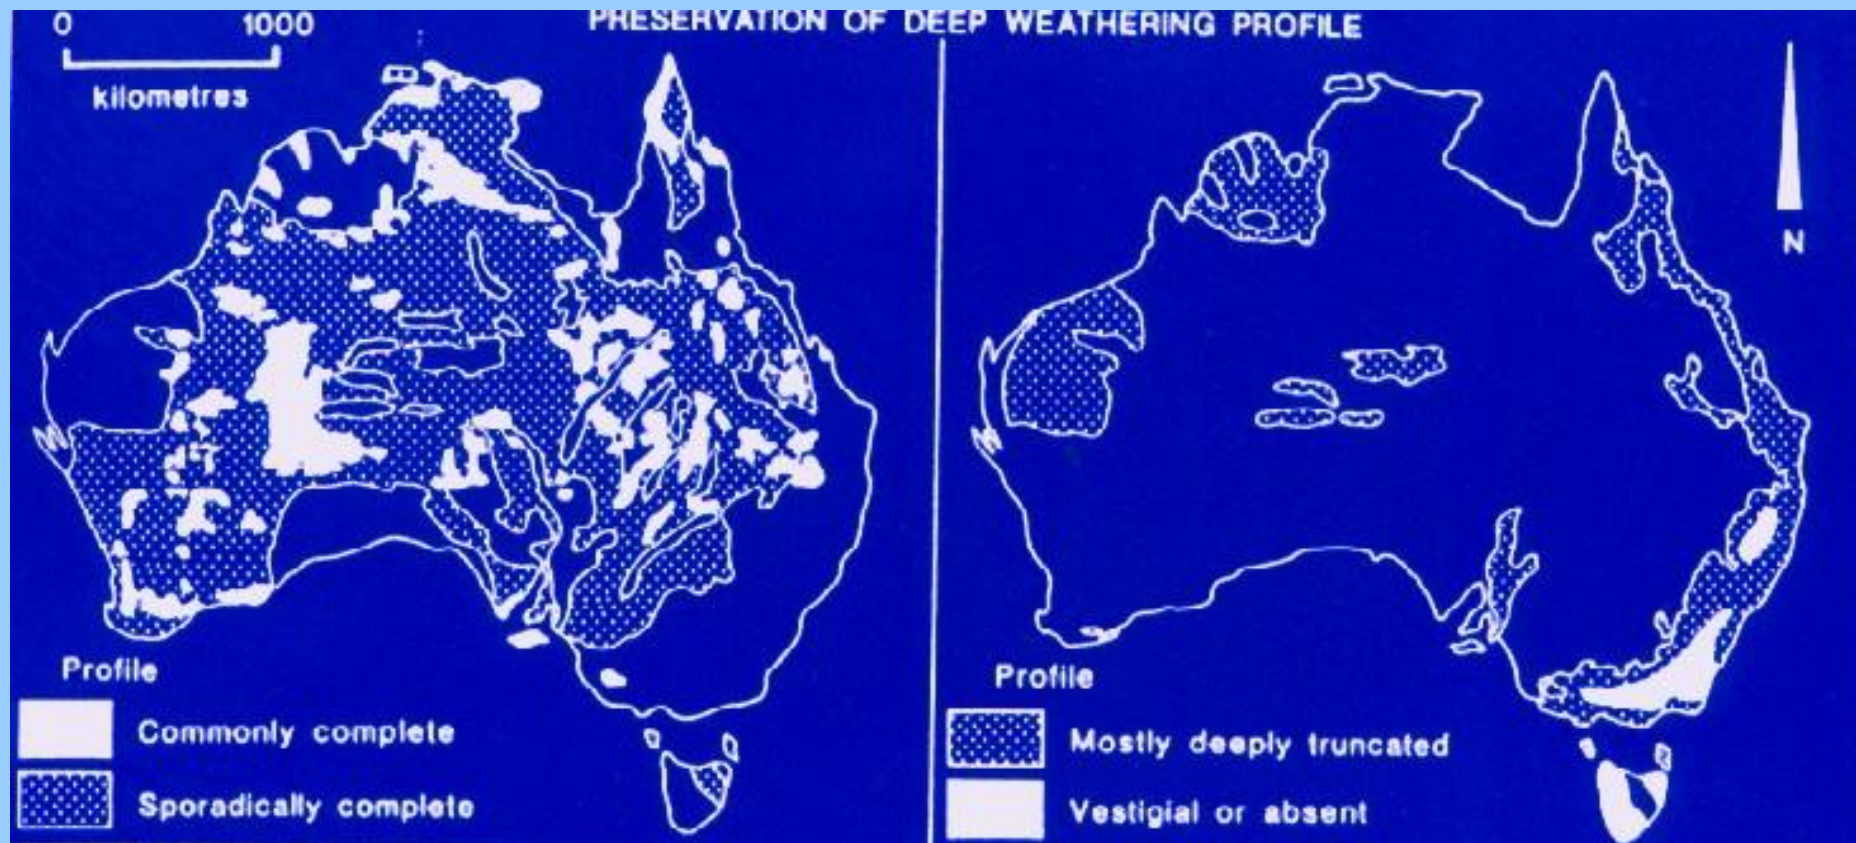 PRESERVATION OF DEEP WEATHERING PROFILE
0 1000
kilometres
Profile
Commonly complete
Sporadically complete
N
Profile
Mostly deeply truncated
Vestigial or absent